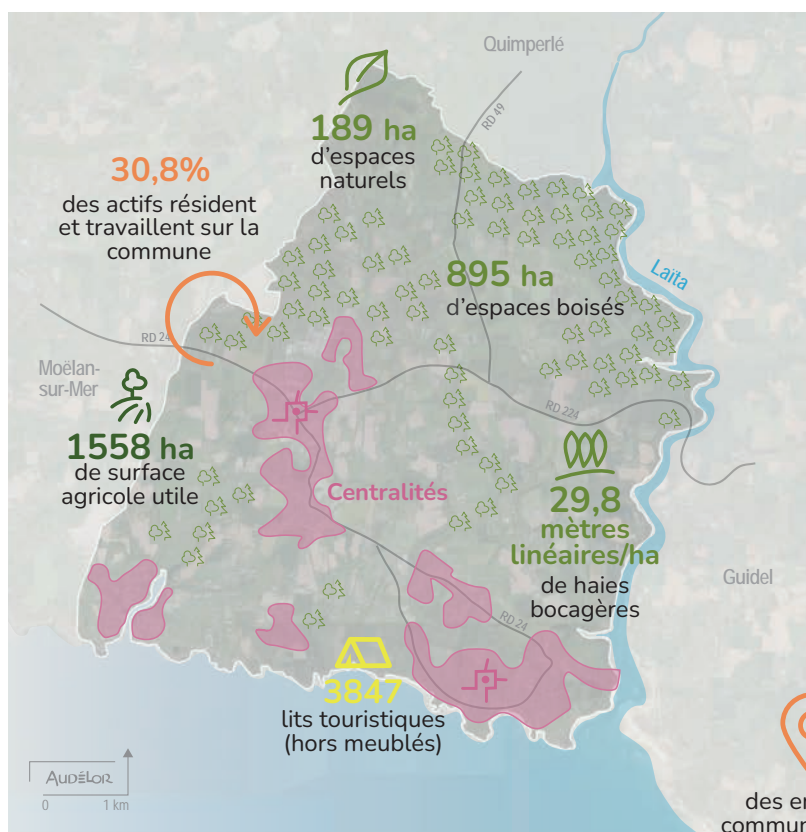 Quimperlé
RD 49
189 ha
d'espaces
naturels
30,8%
des actifs résident
et travaillent sur la
commune
Laïta
895 ha
d'espaces boisés
RD 24
Moëlan-
sur-Mer
RD 224
1558 ha
de surface
agricole utile
Centralités
29,8
mètres
linéaires/ha
de haies
bocagères
Guidel
RD 24
3847
lits touristiques
(hors meublés)
AUDÉLOR
0 1 km